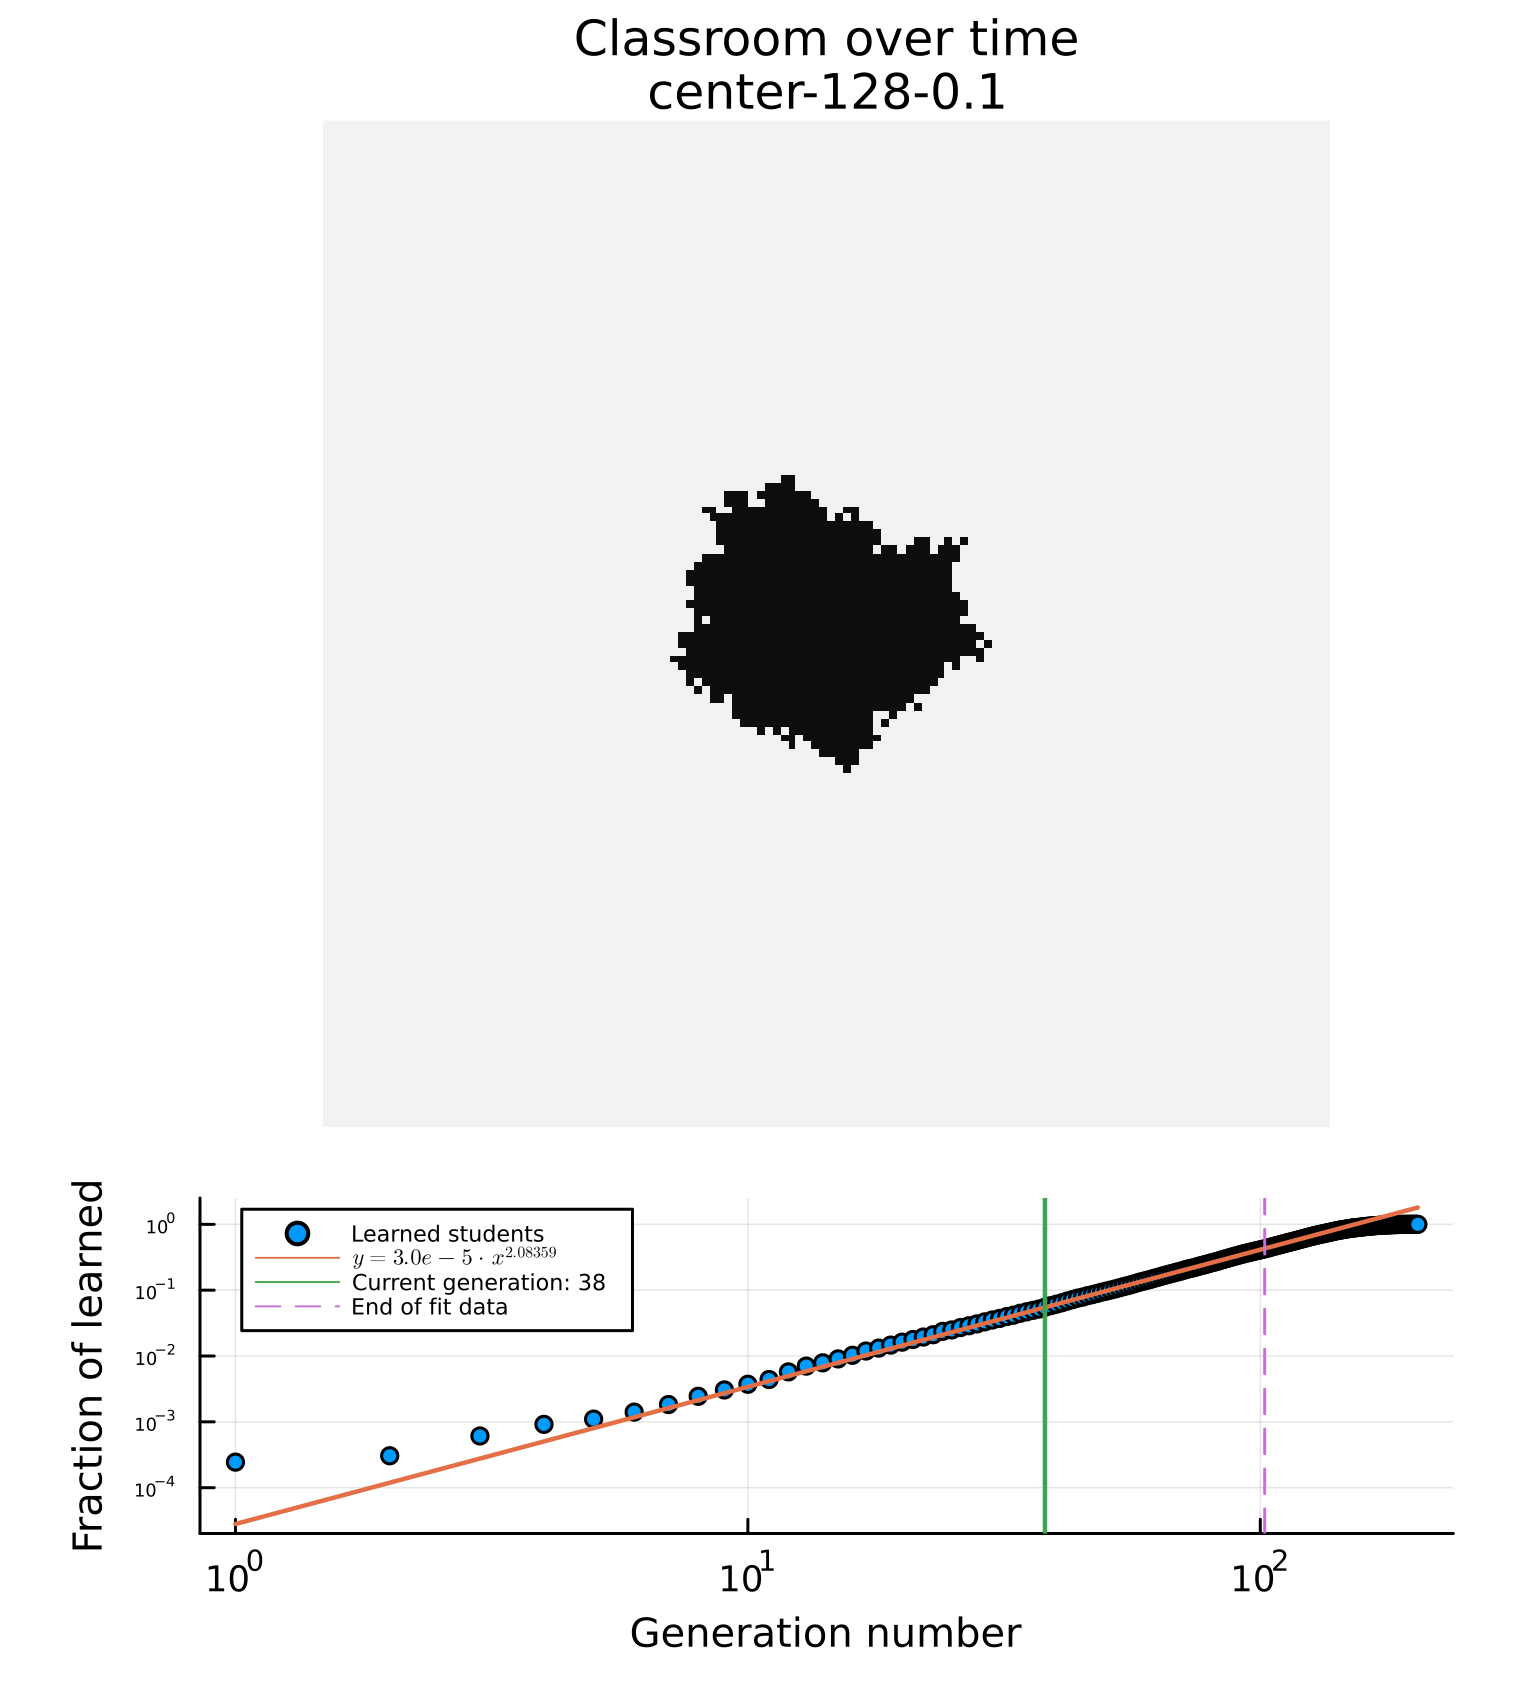 Classroom over time
center-128-0.1
Fraction of learned
10^0
10^-1
10^-2
10^-3
10^-4
Learned students
y = 3.0e − 5 · x^2.08359
Current generation: 38
End of fit data
10^0 10^1 10^2
Generation number